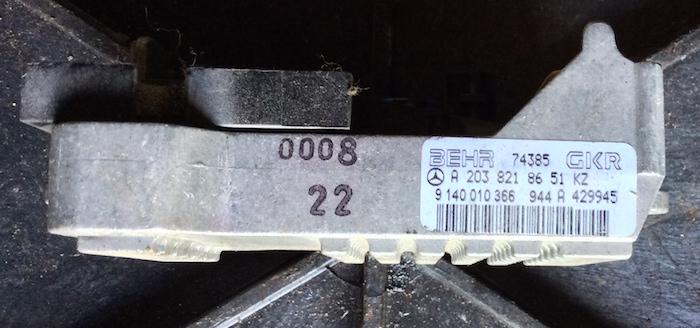 0008
22
BEHR 74385 GKR
A 203 821 86 51 KZ
9 140 010 366 944 A 429945